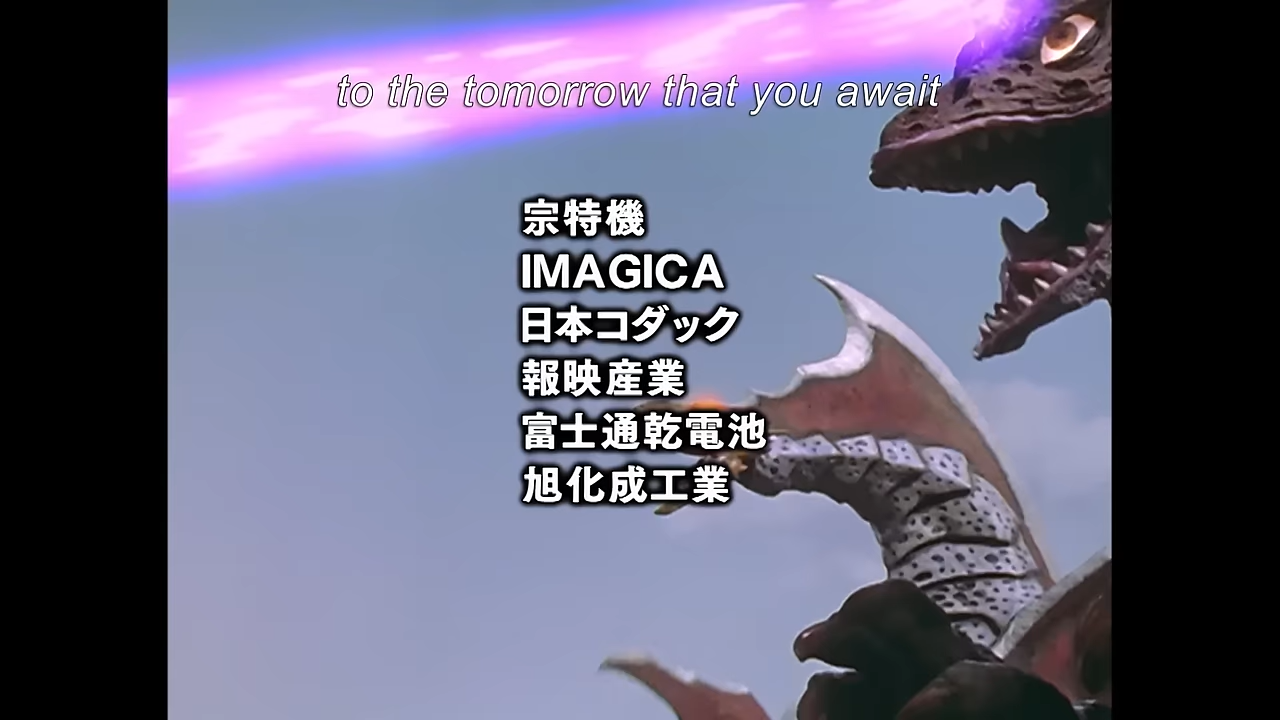 to the tomorrow that you await
宗特機
IMAGICA
日本コダック
報映産業
富士通乾電池
旭化成工業